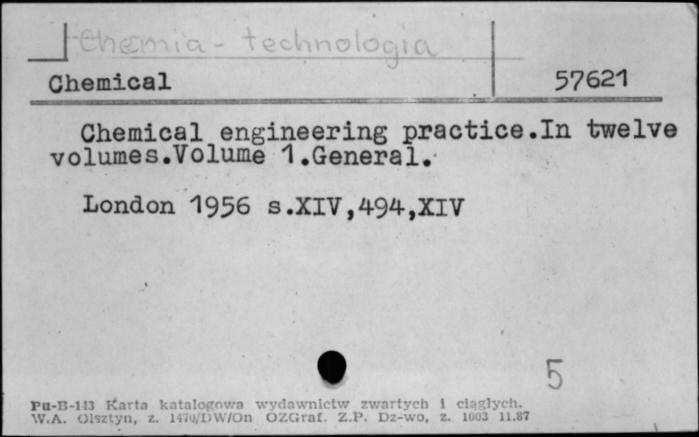 Chemia - technologia
Chemical 57621
Chemical engineering practice.In twelve
volumes.Volume 1.General.
London 1956 s.XIV,494,XIV
5
Pu-B-143 Karta katalogowa wydawnictw zwartych i ciągłych.
W.A. Olsztyn, z. 1470/DW/On OZGraf. Z.P. Dz-wo, z. 1003 11.87